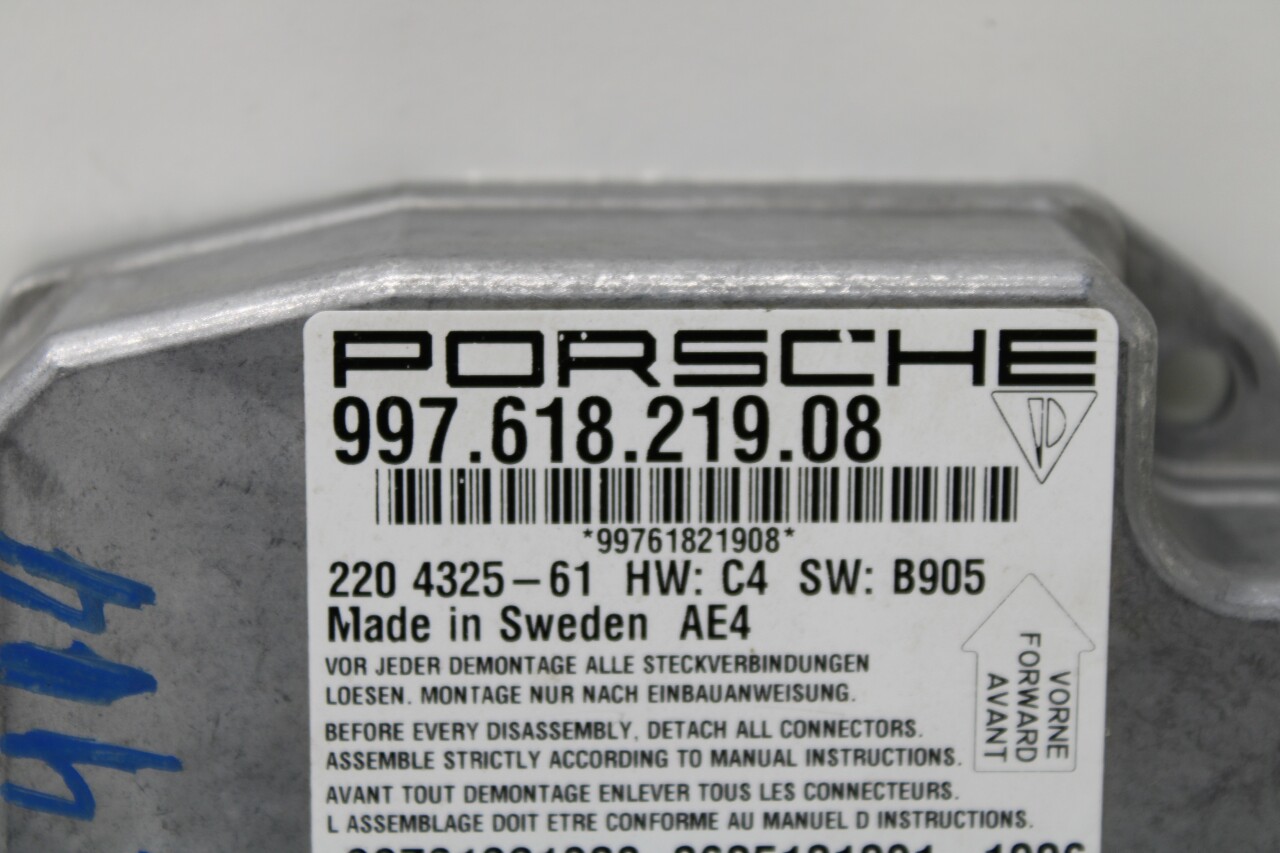 PORSCHE
997.618.219.08
*99761821908*
220 4325-61 HW: C4 SW: B905
Made in Sweden AE4
VOR JEDER DEMONTAGE ALLE STECKVERBINDUNGEN
LOESEN. MONTAGE NUR NACH EINBAUANWEISUNG.
BEFORE EVERY DISASSEMBLY, DETACH ALL CONNECTORS.
ASSEMBLE STRICTLY ACCORDING TO MANUAL INSTRUCTIONS.
AVANT TOUT DEMONTAGE ENLEVER TOUS LES CONNECTEURS.
L ASSEMBLAGE DOIT ETRE CONFORME AU MANUEL D INSTRUCTIONS.
VORNE
FORWARD
AVANT